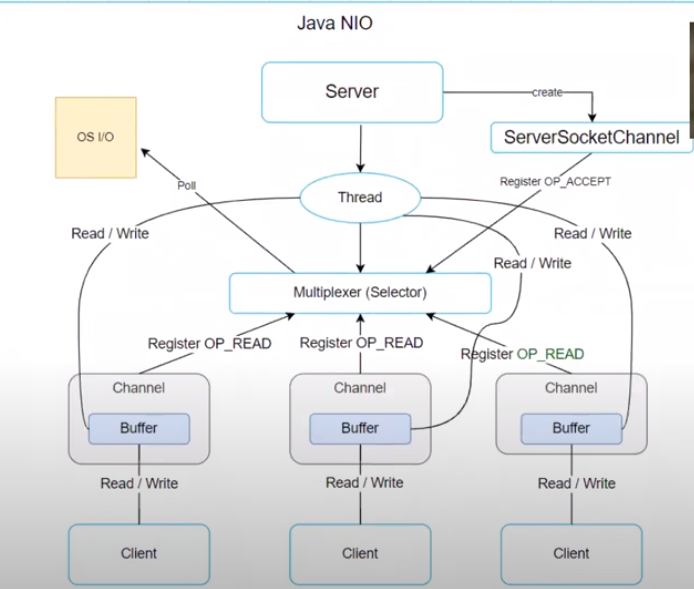 Java NIO
Server
create
OS I/O
ServerSocketChannel
Poll
Thread
Register OP_ACCEPT
Read / Write
Read / Write
Read / Write
Multiplexer (Selector)
Register OP_READ
Register OP_READ
Register OP_READ
Channel
Channel
Channel
Buffer
Buffer
Buffer
Read / Write
Read / Write
Read / Write
Client
Client
Client